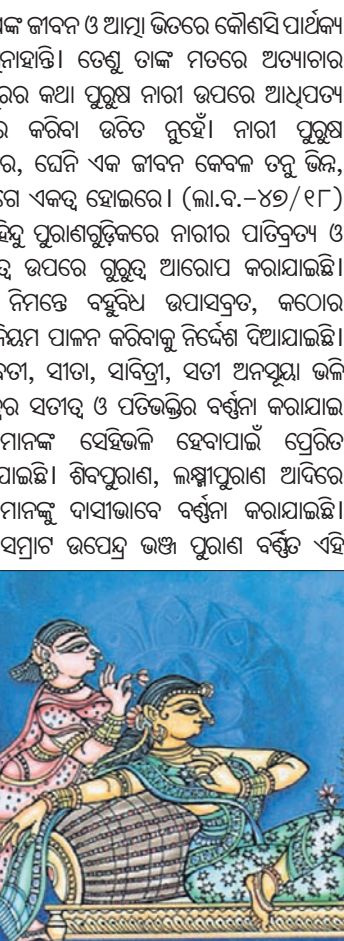 ଷଙ୍କ ଜୀବନ ଓ ଆତ୍ମା ଭିତରେ କୌଣସି ପାର୍ଥକ୍ୟ
ନାହାନ୍ତି। ତେଣୁ ତାଙ୍କ ମତରେ ଅତ୍ୟାଚାର
ରର କଥା ପୁରୁଷ ନାରୀ ଉପରେ ଆଧିପତ୍ୟ
ର କରିବା ଉଚିତ ନୁହେଁ। ନାରୀ ପୁରୁଷ
ର, ଘେନି ଏକ ଜୀବନ କେବଳ ତନୁ ଭିନ୍ନ,
ଗେ ଏକତ୍ୱ ହୋଇରେ। (ଲା.ବ.-୪୭/୧୮)
ହିନ୍ଦୁ ପୁରାଣଗୁଡ଼ିକରେ ନାରୀର ପାତିବ୍ରତ୍ୟ ଓ
ତ୍ୱ ଉପରେ ଗୁରୁତ୍ୱ ଆରୋପ କରାଯାଇଛି।
ନିମନ୍ତେ ବହୁବିଧ ଉପାସବ୍ରତ, କଠୋର
ନିୟମ ପାଳନ କରିବାକୁ ନିର୍ଦ୍ଦେଶ ଦିଆଯାଇଛି।
ବତୀ, ସୀତା, ସାବିତ୍ରୀ, ସତୀ ଅନସୂୟା ଭଳି
ର ସତୀତ୍ୱ ଓ ପତିଭକ୍ତିର ବର୍ଣ୍ଣନା କରାଯାଇ
ମାନଙ୍କ ସେହିଭଳି ହେବାପାଇଁ ପ୍ରେରିତ
ଯାଇଛି। ଶିବପୁରାଣ, ଲକ୍ଷ୍ମୀପୁରାଣ ଆଦିରେ
ମାନଙ୍କୁ ଦାସୀଭାବେ ବର୍ଣ୍ଣନା କରାଯାଇଛି।
ସମ୍ରାଟ ଉପେନ୍ଦ୍ର ଭଞ୍ଜ ପୁରାଣ ବର୍ଣ୍ଣିତ ଏହି